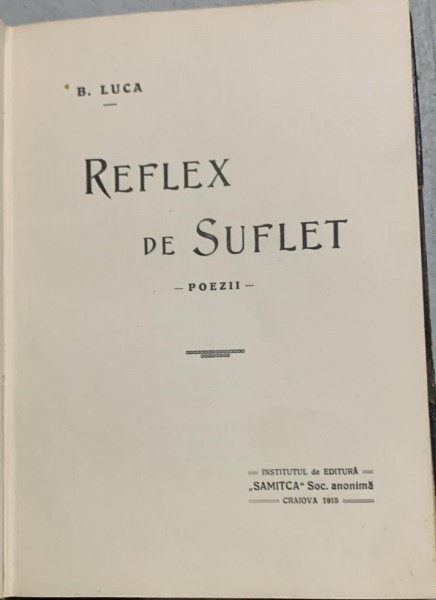 B. LUCA
REFLEX
DE SUFLET
— POEZII —
INSTITUTUL de EDITURĂ
„SAMITCA“ Soc. anonimă
CRAIOVA 1915